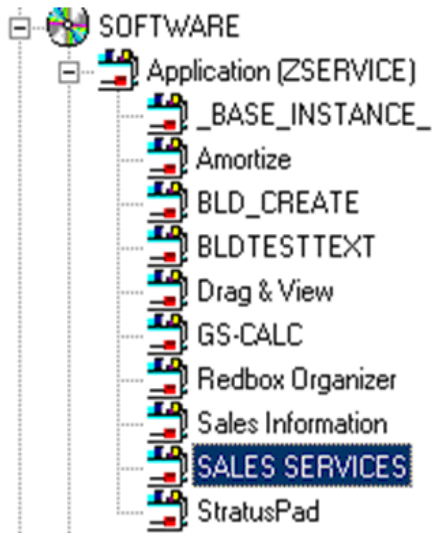 SOFTWARE
Application (ZSERVICE)
_BASE_INSTANCE_
Amortize
BLD_CREATE
BLDTESTTEXT
Drag & View
GS-CALC
Redbox Organizer
Sales Information
SALES SERVICES
StratusPad